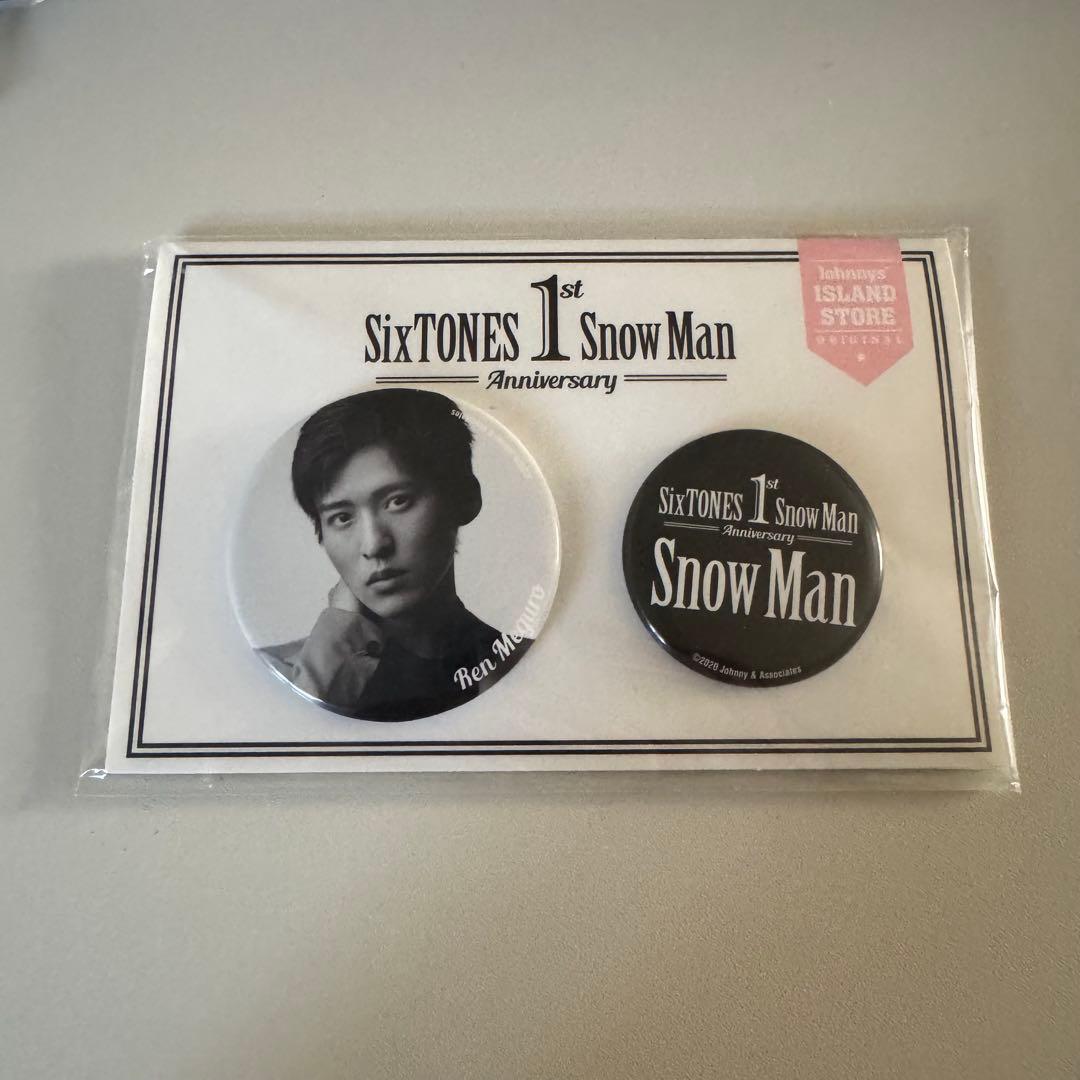 SixTONES 1st Snow Man
Anniversary
Johnnys'
ISLAND
STORE
ORIGINAL
Ren Meguro
SixTONES 1st Snow Man
Anniversary
Snow Man
©2020 Johnny & Associates